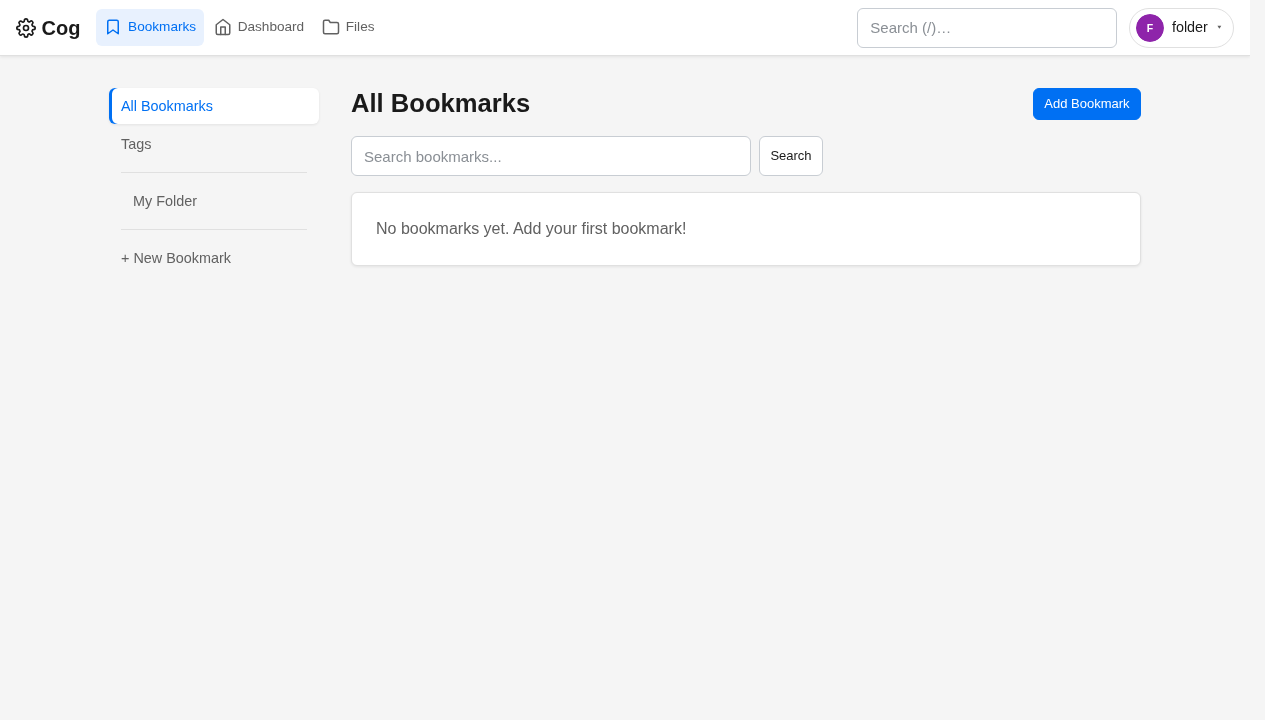 Cog
Bookmarks
Dashboard
Files
Search (/)…
F
folder
All Bookmarks
Tags
My Folder
+ New Bookmark
All Bookmarks
Add Bookmark
Search bookmarks...
Search
No bookmarks yet. Add your first bookmark!